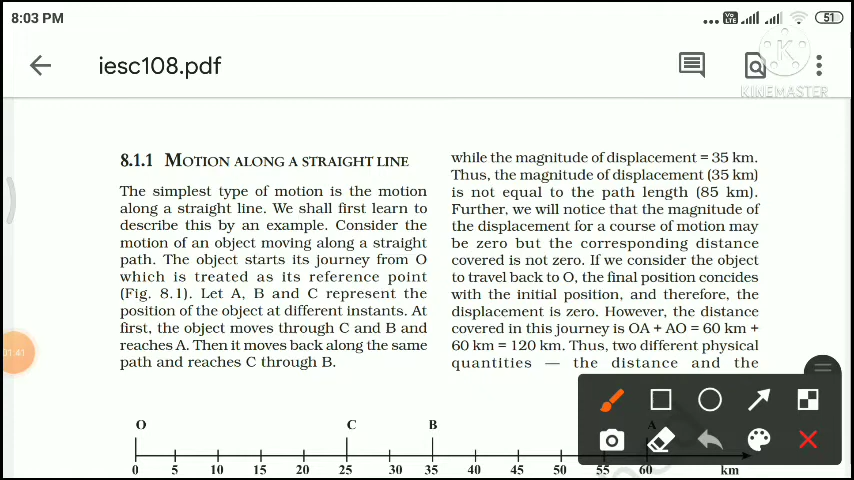 8:03 PM
Vo LTE
51
iesc108.pdf
KINEMASTER
8.1.1 MOTION ALONG A STRAIGHT LINE
The simplest type of motion is the motion
along a straight line. We shall first learn to
describe this by an example. Consider the
motion of an object moving along a straight
path. The object starts its journey from O
which is treated as its reference point
(Fig. 8.1). Let A, B and C represent the
position of the object at different instants. At
first, the object moves through C and B and
reaches A. Then it moves back along the same
path and reaches C through B.
while the magnitude of displacement = 35 km.
Thus, the magnitude of displacement (35 km)
is not equal to the path length (85 km).
Further, we will notice that the magnitude of
the displacement for a course of motion may
be zero but the corresponding distance
covered is not zero. If we consider the object
to travel back to O, the final position concides
with the initial position, and therefore, the
displacement is zero. However, the distance
covered in this journey is OA + AO = 60 km +
60 km = 120 km. Thus, two different physical
quantities — the distance and the
01:41
O C B A
0 5 10 15 20 25 30 35 40 45 50 55 60 km